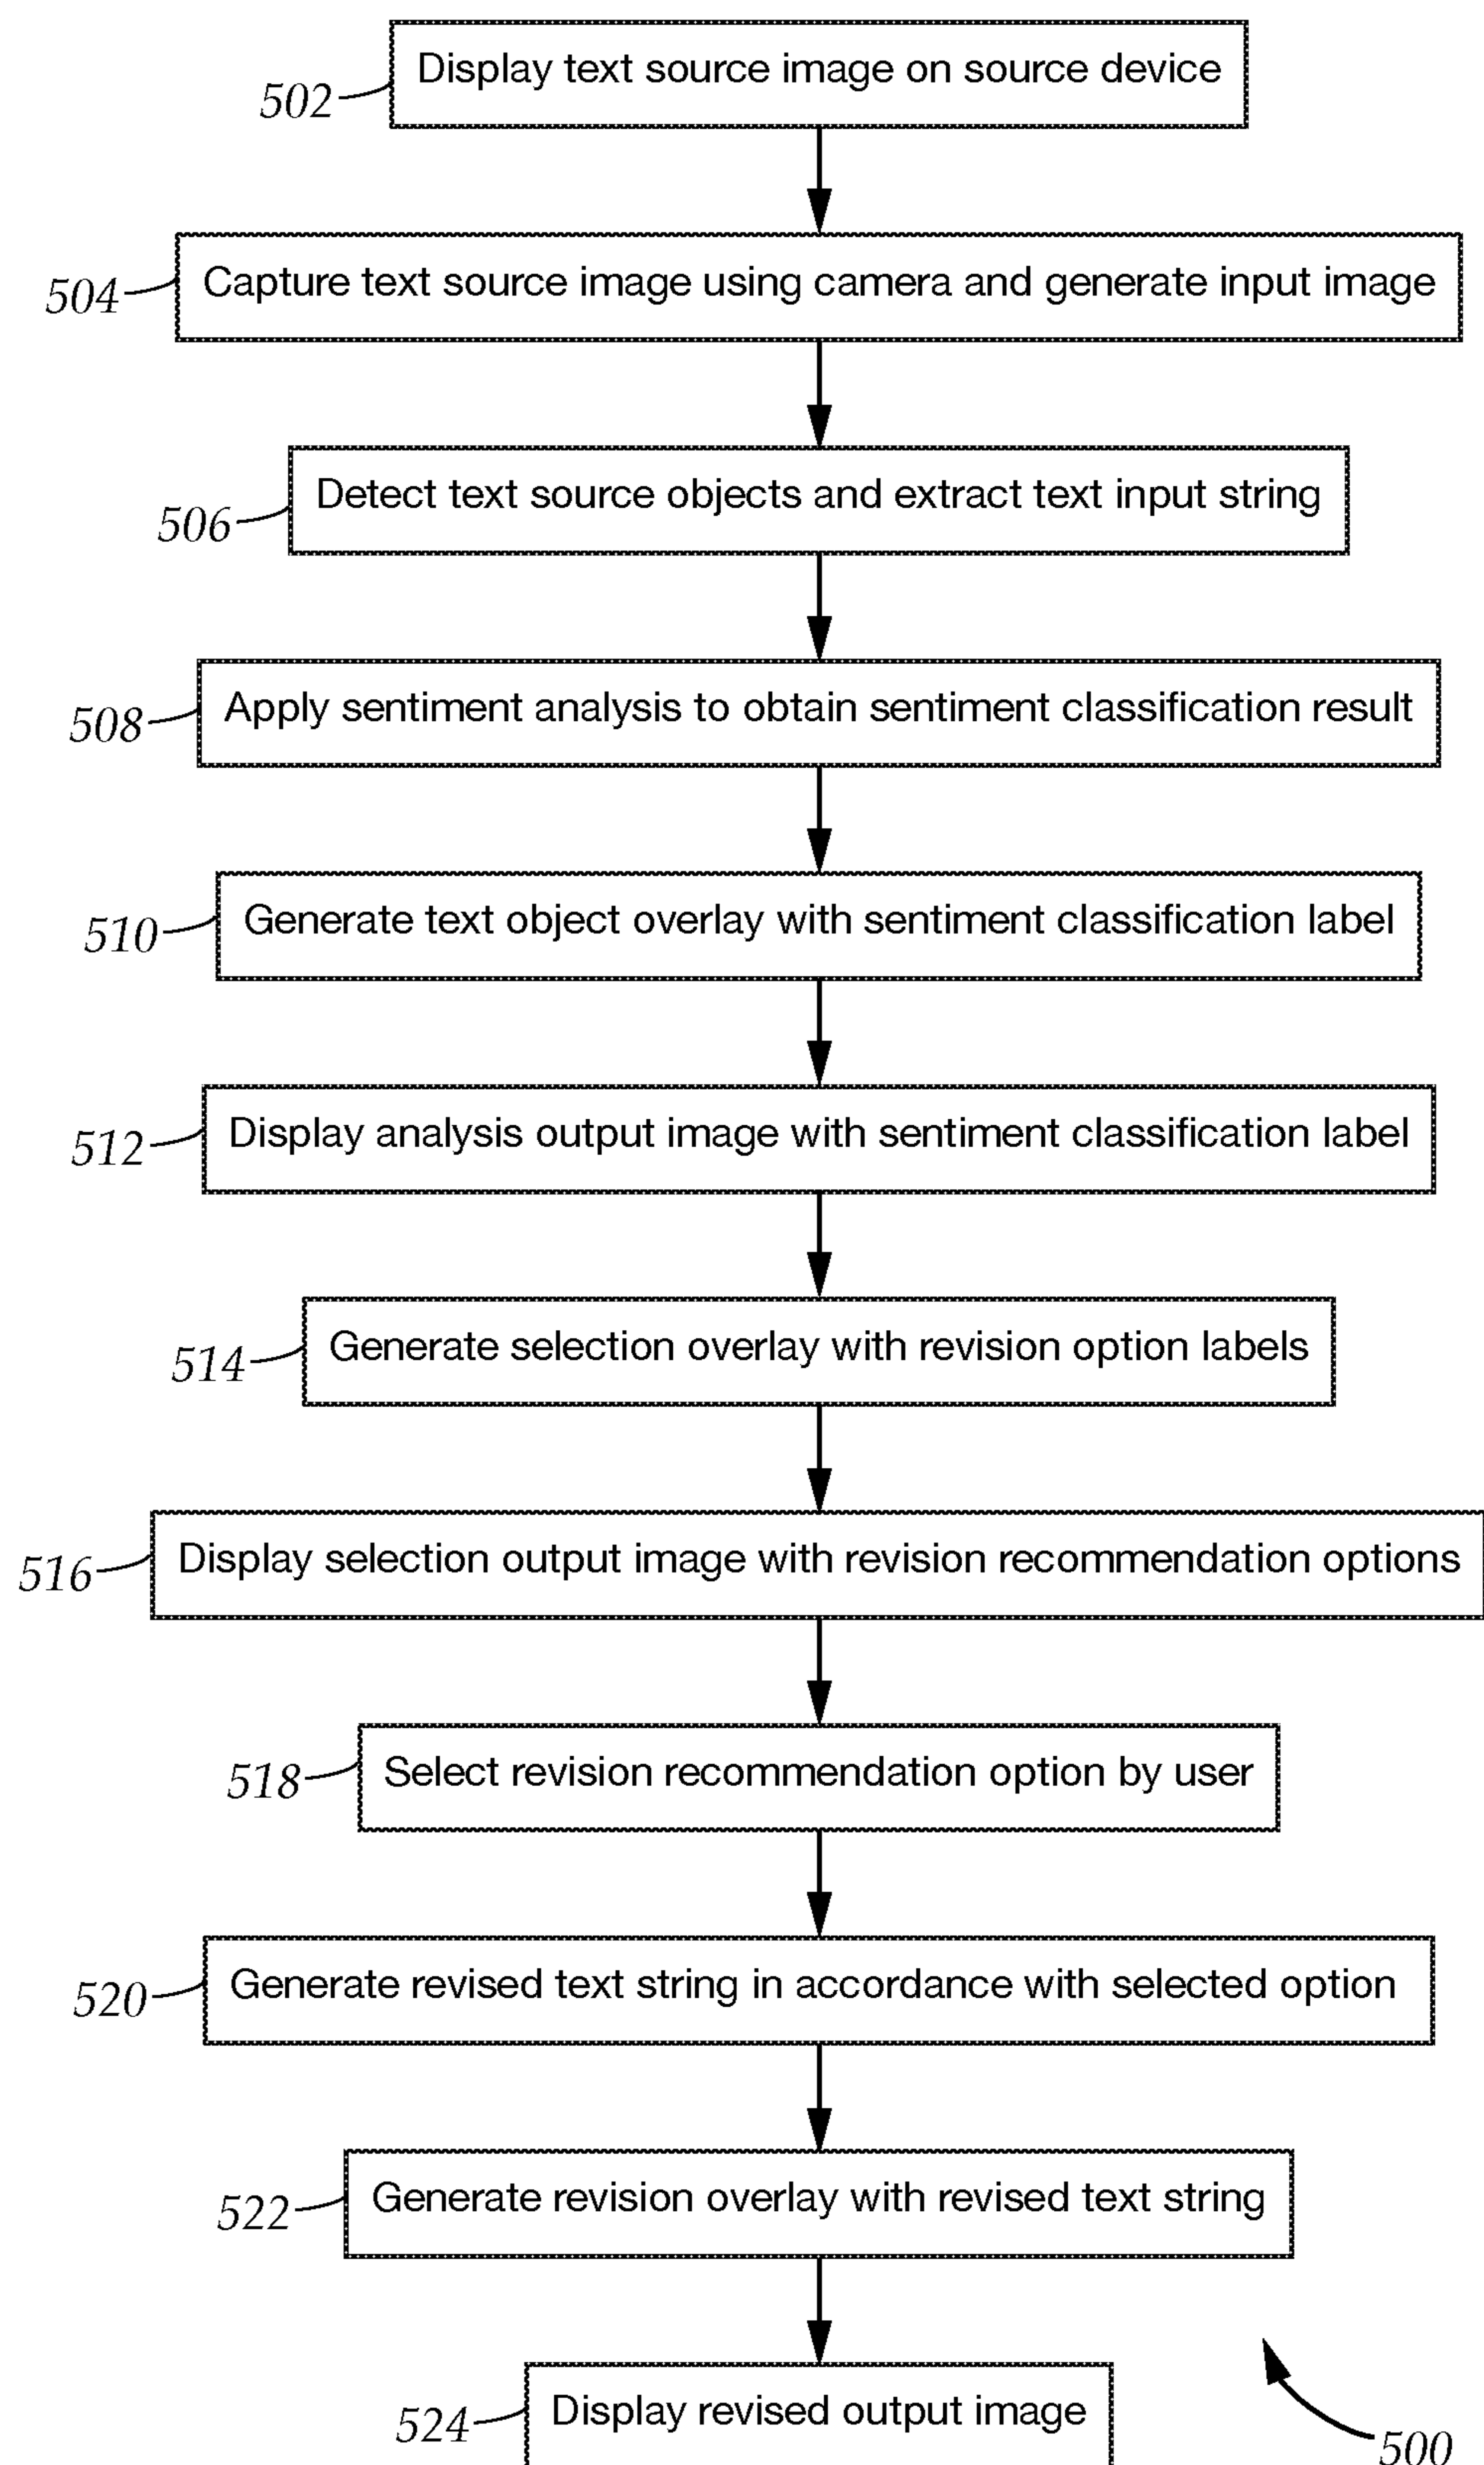 Display text source image on source device
502
Capture text source image using camera and generate input image
504
Detect text source objects and extract text input string
506
Apply sentiment analysis to obtain sentiment classification result
508
Generate text object overlay with sentiment classification label
510
Display analysis output image with sentiment classification label
512
Generate selection overlay with revision option labels
514
Display selection output image with revision recommendation options
516
Select revision recommendation option by user
518
Generate revised text string in accordance with selected option
520
Generate revision overlay with revised text string
522
Display revised output image
524
500